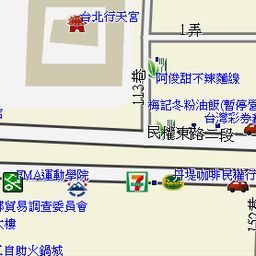 台北行天宮
1弄
113巷
阿俊甜不辣麵線
梅記冬粉油飯(暫停營
台灣彩券
民權東路二段
EMA運動學院
7-ELEVEN
丹堤咖啡民權行
貿易調查委員會
大樓
自助火鍋城
152巷